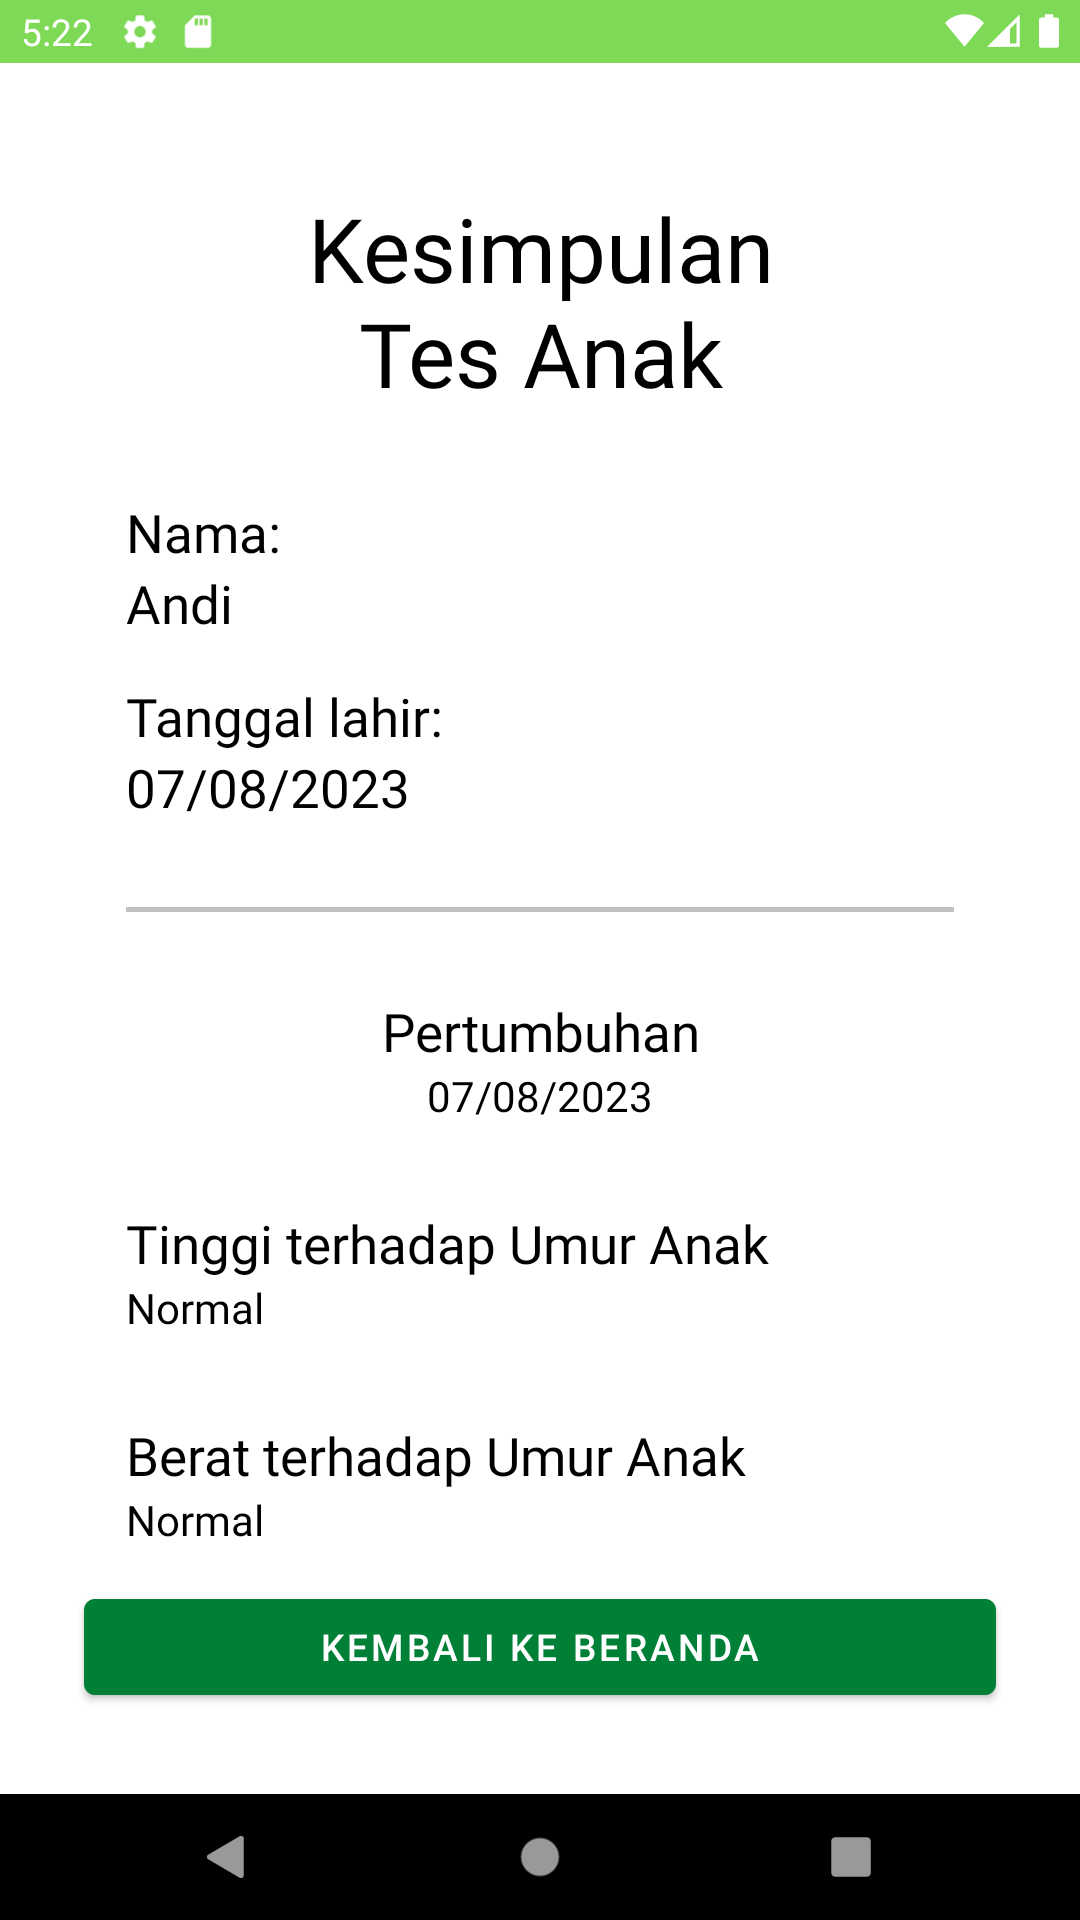 5:22
Kesimpulan
Tes Anak
Nama:
Andi
Tanggal lahir:
07/08/2023
Pertumbuhan
07/08/2023
Tinggi terhadap Umur Anak
Normal
Berat terhadap Umur Anak
Normal
KEMBALI KE BERANDA